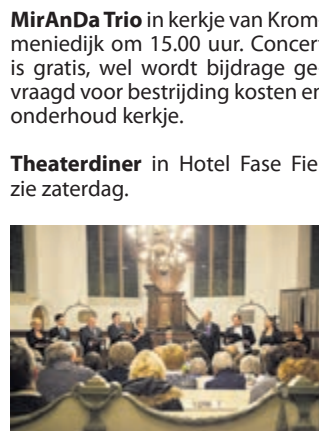 MirAnDa Trio in kerkje van Krom
meniedijk om 15.00 uur. Concert
is gratis, wel wordt bijdrage ge
vraagd voor bestrijding kosten en
onderhoud kerkje.
Theaterdiner in Hotel Fase Fie
zie zaterdag.